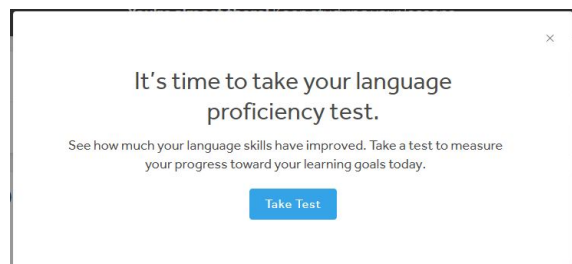 ×
It's time to take your language
proficiency test.
See how much your language skills have improved. Take a test to measure
your progress toward your learning goals today.
Take Test